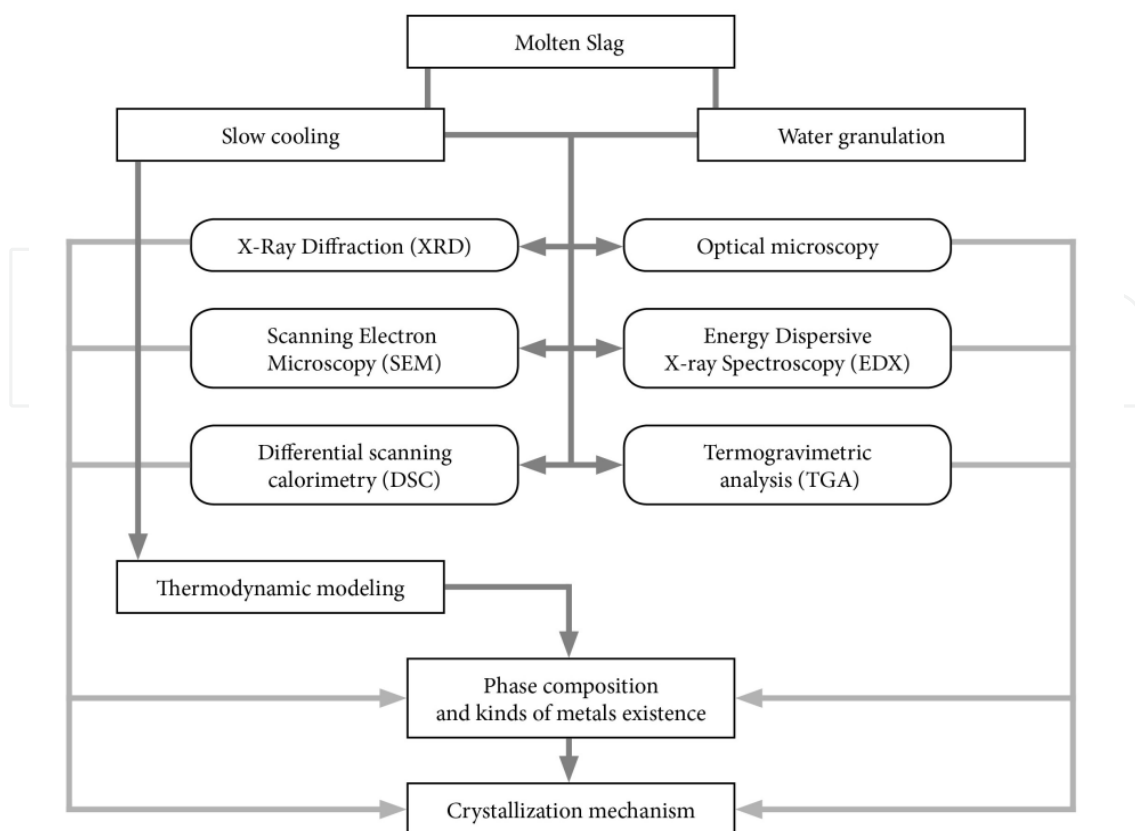 Molten Slag
Slow cooling
Water granulation
X-Ray Diffraction (XRD)
Optical microscopy
Scanning Electron
Microscopy (SEM)
Energy Dispersive
X-ray Spectroscopy (EDX)
Differential scanning
calorimetry (DSC)
Termogravimetric
analysis (TGA)
Thermodynamic modeling
Phase composition
and kinds of metals existence
Crystallization mechanism